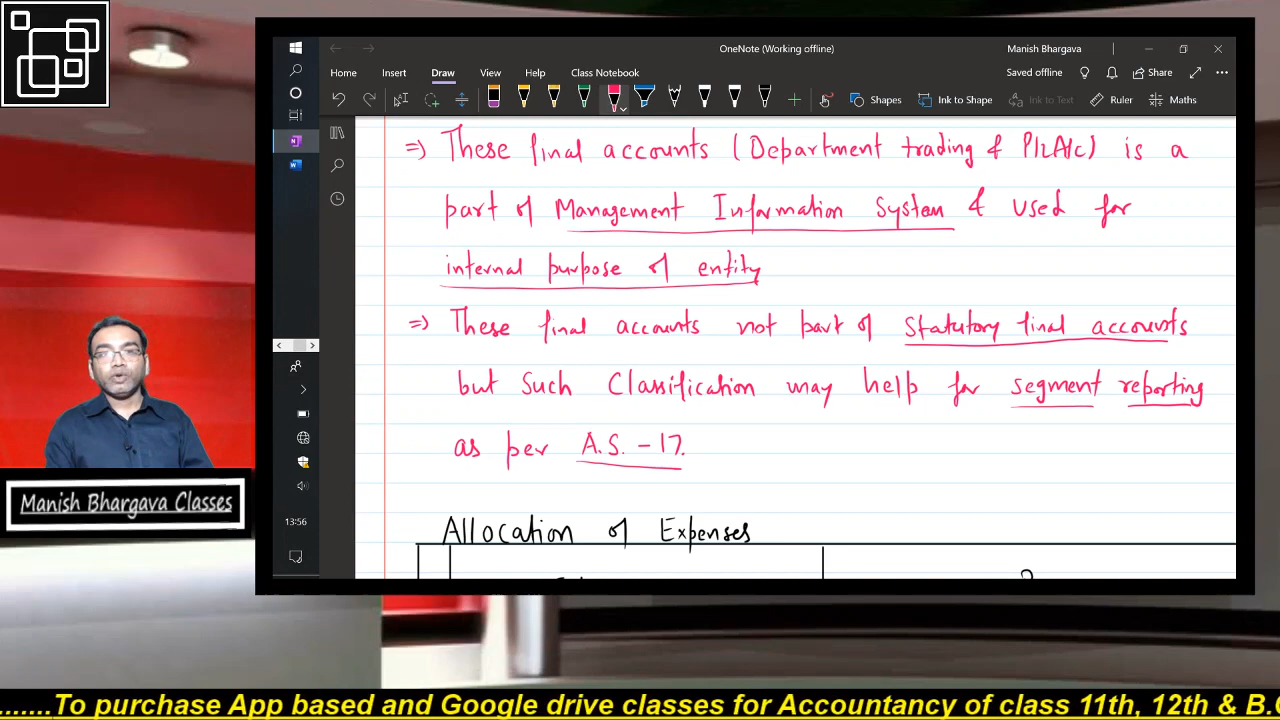 OneNote (Working offline)
Manish Bhargava
Home Insert Draw View Help Class Notebook
Saved offline
Share
Shapes
Ink to Shape
Ink to Text
Ruler
Maths
=) These final accounts (Department trading & P/L A/c) is a
part of Management Information System & used for
internal purpose of entity
=) These final accounts not part of Statutory final accounts
but Such Classification may help for segment reporting
as per A.S. - 17.
Allocation of Expenses
Manish Bhargava Classes
13:56
.......To purchase App based and Google drive classes for Accountancy of class 11th, 12th & B.